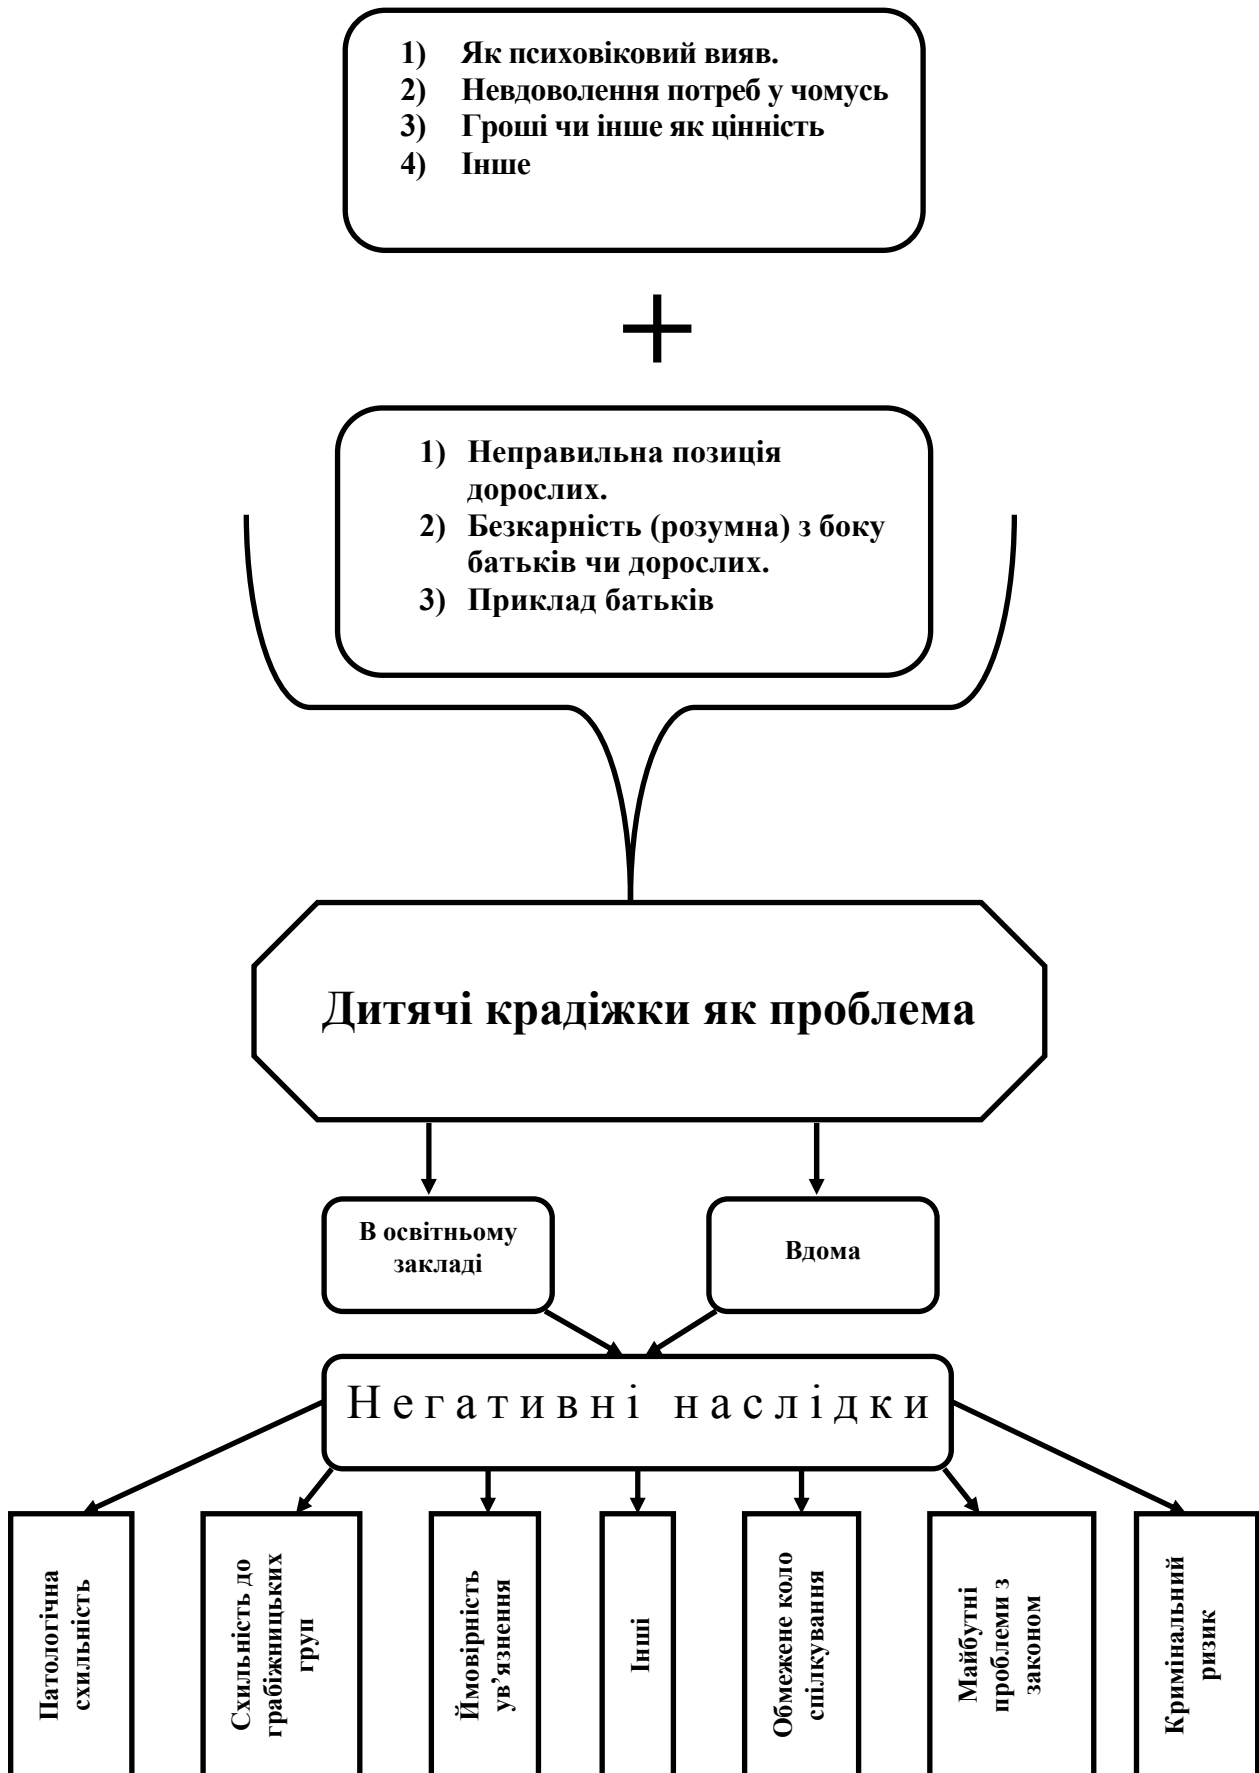 1) Як психовіковий вияв.
2) Невдоволення потреб у чомусь
3) Гроші чи інше як цінність
4) Інше
+
1) Неправильна позиція
дорослих.
2) Безкарність (розумна) з боку
батьків чи дорослих.
3) Приклад батьків
Дитячі крадіжки як проблема
В освітньому
закладі
Вдома
Негативні наслідки
Патологічна
схильність
Схильність до
грабіжницьких
груп
Ймовірність
ув’язнення
Інші
Обмежене коло
спілкування
Майбутні
проблеми з
законом
Кримінальний
ризик